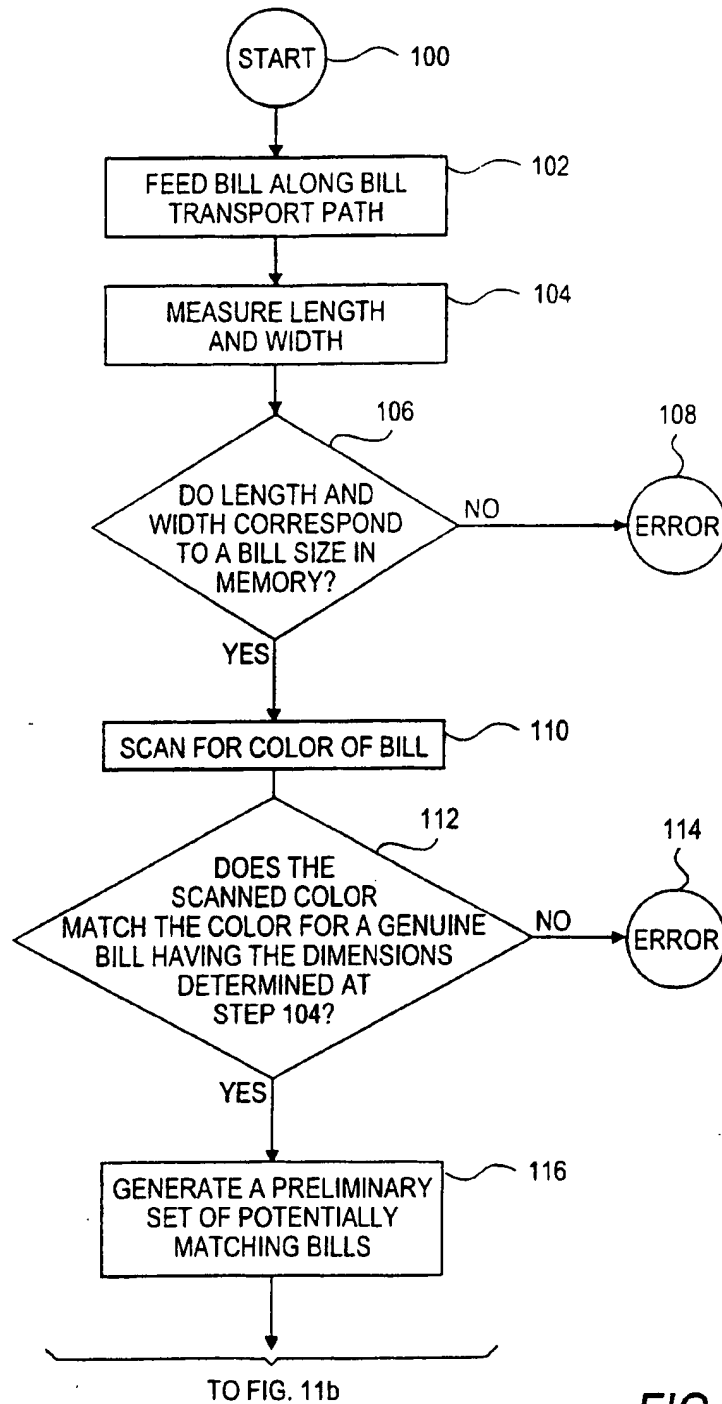 START
100
FEED BILL ALONG BILL
TRANSPORT PATH
102
MEASURE LENGTH
AND WIDTH
104
106
DO LENGTH AND
WIDTH CORRESPOND
TO A BILL SIZE IN
MEMORY?
NO
108
ERROR
YES
SCAN FOR COLOR OF BILL
110
112
DOES THE
SCANNED COLOR
MATCH THE COLOR FOR A GENUINE
BILL HAVING THE DIMENSIONS
DETERMINED AT
STEP 104?
NO
114
ERROR
YES
GENERATE A PRELIMINARY
SET OF POTENTIALLY
MATCHING BILLS
116
TO FIG. 11b
FIG